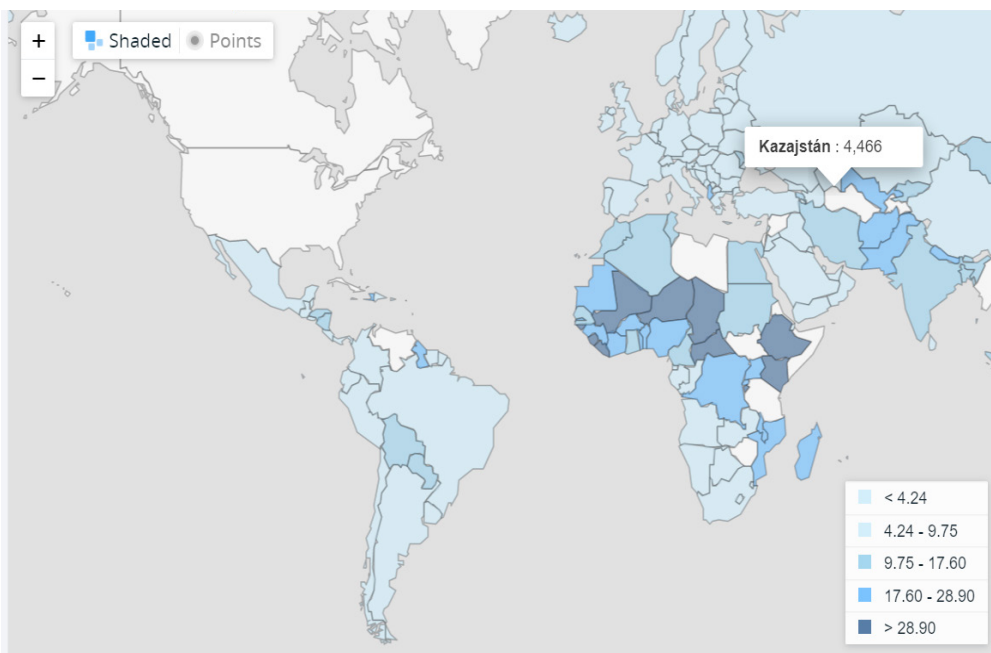 +
Shaded Points
−
Kazajstán : 4,466
< 4.24
4.24 - 9.75
9.75 - 17.60
17.60 - 28.90
> 28.90